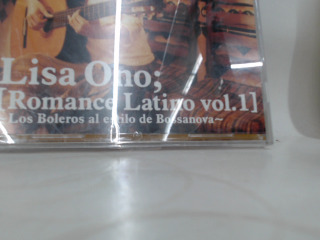 Lisa Ono;
[Romance Latino vol.1]
~Los Boleros al estilo de Bossanova~